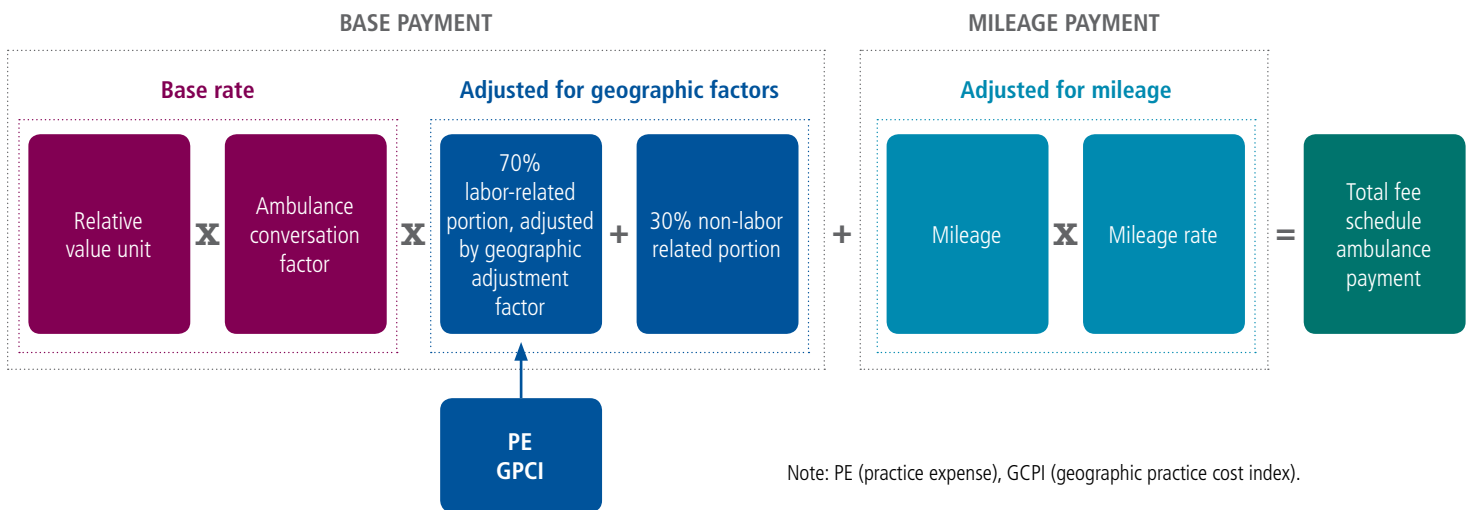 BASE PAYMENT
MILEAGE PAYMENT
Base rate
Adjusted for geographic factors
Adjusted for mileage
Relative
value unit
X
Ambulance
conversation
factor
X
70%
labor-related
portion, adjusted
by geographic
adjustment
factor
+
30% non-labor
related portion
+
Mileage
X
Mileage rate
=
Total fee
schedule
ambulance
payment
PE
GPCI
Note: PE (practice expense), GCPI (geographic practice cost index).